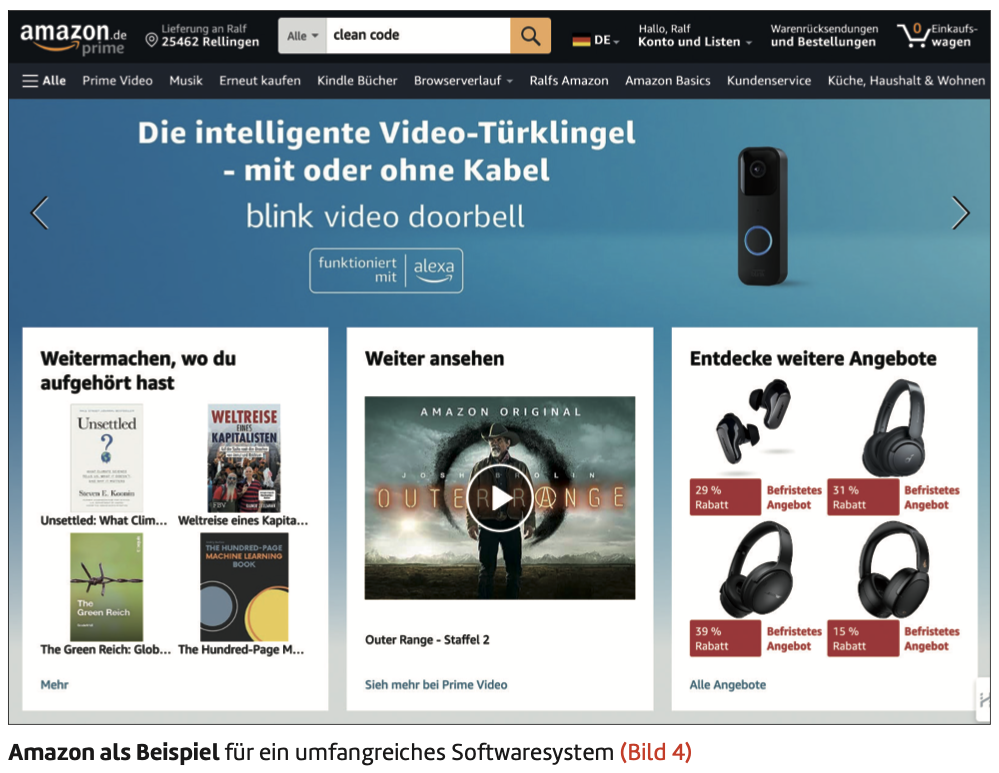 amazon.de
prime
Lieferung an Ralf
25462 Rellingen
Alle
clean code
DE
Hallo, Ralf
Konto und Listen
Warenrücksendungen
und Bestellungen
0
Einkaufs-
wagen
Alle Prime Video Musik Erneut kaufen Kindle Bücher Browserverlauf Ralfs Amazon Amazon Basics Kundenservice Küche, Haushalt & Wohnen
Die intelligente Video-Türklingel
- mit oder ohne Kabel
blink video doorbell
funktioniert
mit
alexa
Weitermachen, wo du
aufgehört hast
Unsettled
?
Steven E. Koonin
Unsettled: What Clim...
WELTREISE
EINES
KAPITALISTEN
FBV
Weltreise eines Kapita...
The
Green Reich
The Green Reich: Glob...
THE HUNDRED-PAGE
MACHINE LEARNING
BOOK
The Hundred-Page M...
Mehr
Weiter ansehen
AMAZON ORIGINAL
JOSH BROLIN
OUTER RANGE
Outer Range - Staffel 2
Sieh mehr bei Prime Video
Entdecke weitere Angebote
29 %
Rabatt
Befristetes
Angebot
31 %
Rabatt
Befristetes
Angebot
39 %
Rabatt
Befristetes
Angebot
15 %
Rabatt
Befristetes
Angebot
Alle Angebote
Amazon als Beispiel für ein umfangreiches Softwaresystem (Bild 4)